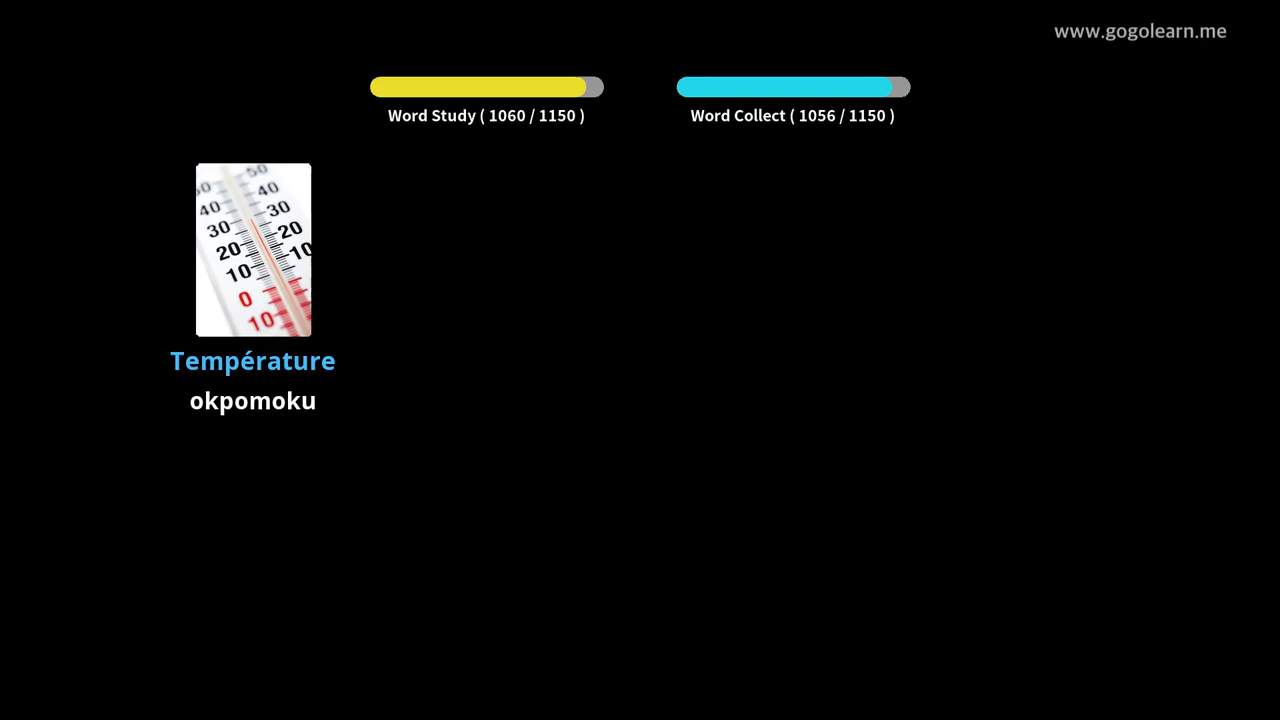 www.gogolearn.me
Word Study ( 1060 / 1150 )
Word Collect ( 1056 / 1150 )
50
40 40
30 30
20 20
10 10
0
10
Température
okpomoku